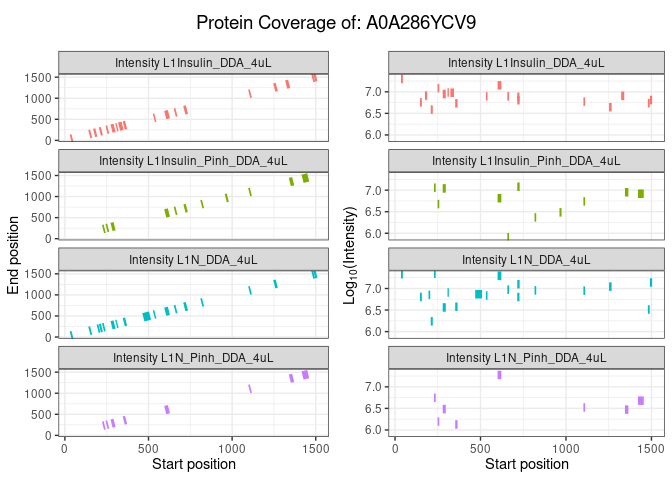 Protein Coverage of: A0A286YCV9
Intensity L1Insulin_DDA_4uL
1500
1000
500
0
Intensity L1Insulin_Pinh_DDA_4uL
1500
1000
500
0
Intensity L1N_DDA_4uL
1500
1000
500
0
Intensity L1N_Pinh_DDA_4uL
1500
1000
500
0
0 500 1000 1500
Start position
End position
Intensity L1Insulin_DDA_4uL
7.0
6.5
6.0
Intensity L1Insulin_Pinh_DDA_4uL
7.0
6.5
6.0
Intensity L1N_DDA_4uL
7.0
6.5
6.0
Intensity L1N_Pinh_DDA_4uL
7.0
6.5
6.0
0 500 1000 1500
Start position
Log₁₀(Intensity)